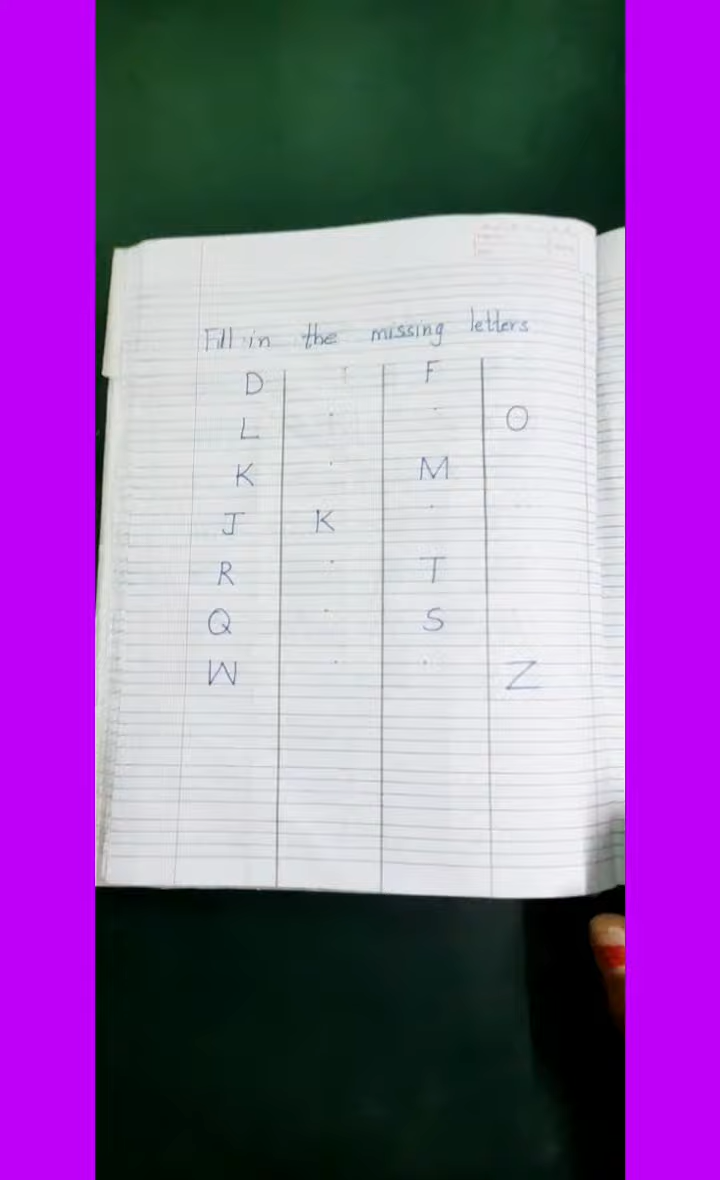 Fill in the missing letters
D F
L O
K M
J K
R T
Q S
W Z